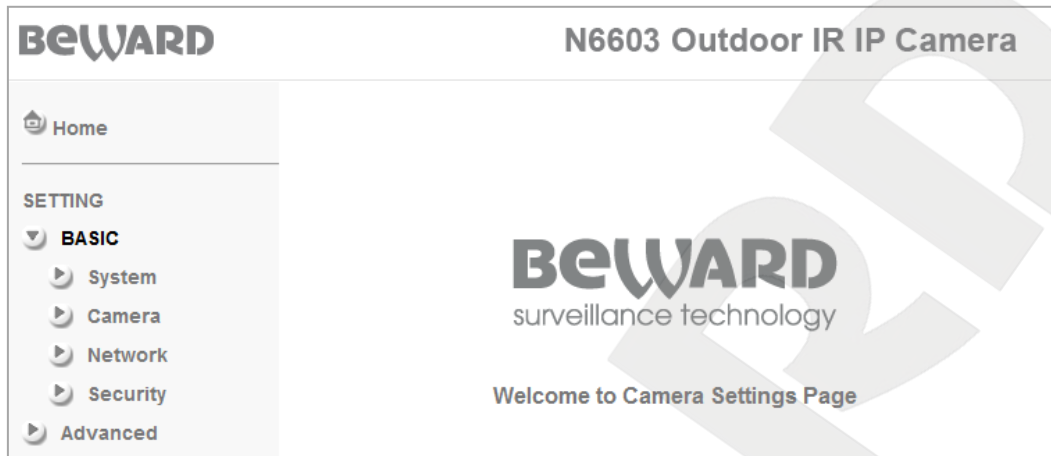 BEWARD
N6603 Outdoor IR IP Camera
Home
SETTING
BASIC
System
Camera
Network
Security
Advanced
BEWARD
surveillance technology
Welcome to Camera Settings Page